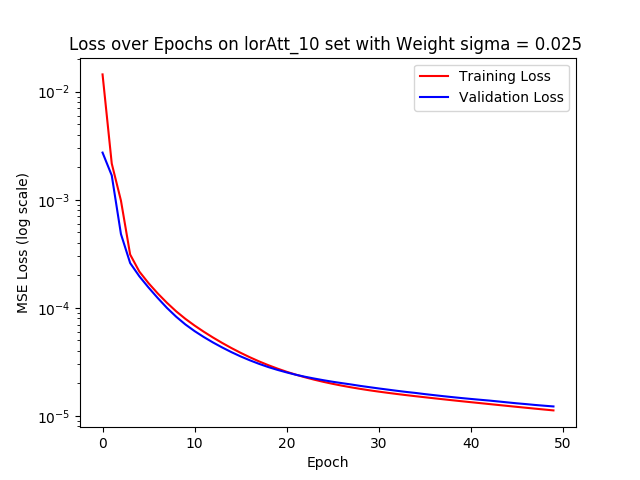 Loss over Epochs on lorAtt_10 set with Weight sigma = 0.025
Training Loss
Validation Loss
MSE Loss (log scale)
10⁻²
10⁻³
10⁻⁴
10⁻⁵
0 10 20 30 40 50
Epoch